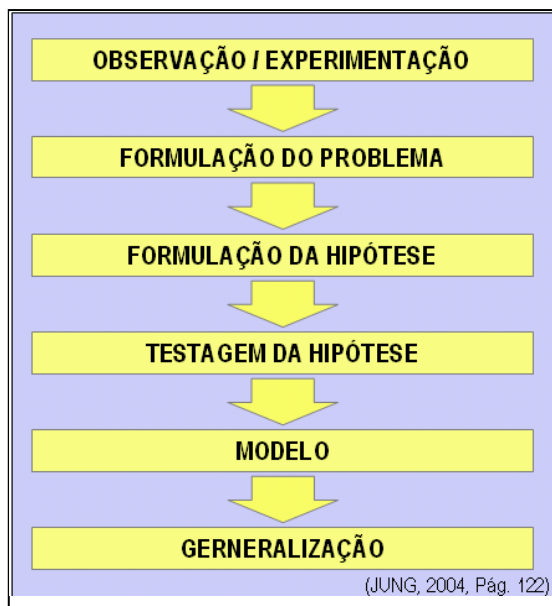 OBSERVAÇÃO / EXPERIMENTAÇÃO
FORMULAÇÃO DO PROBLEMA
FORMULAÇÃO DA HIPÓTESE
TESTAGEM DA HIPÓTESE
MODELO
GERNERALIZAÇÃO
(JUNG, 2004, Pág. 122)